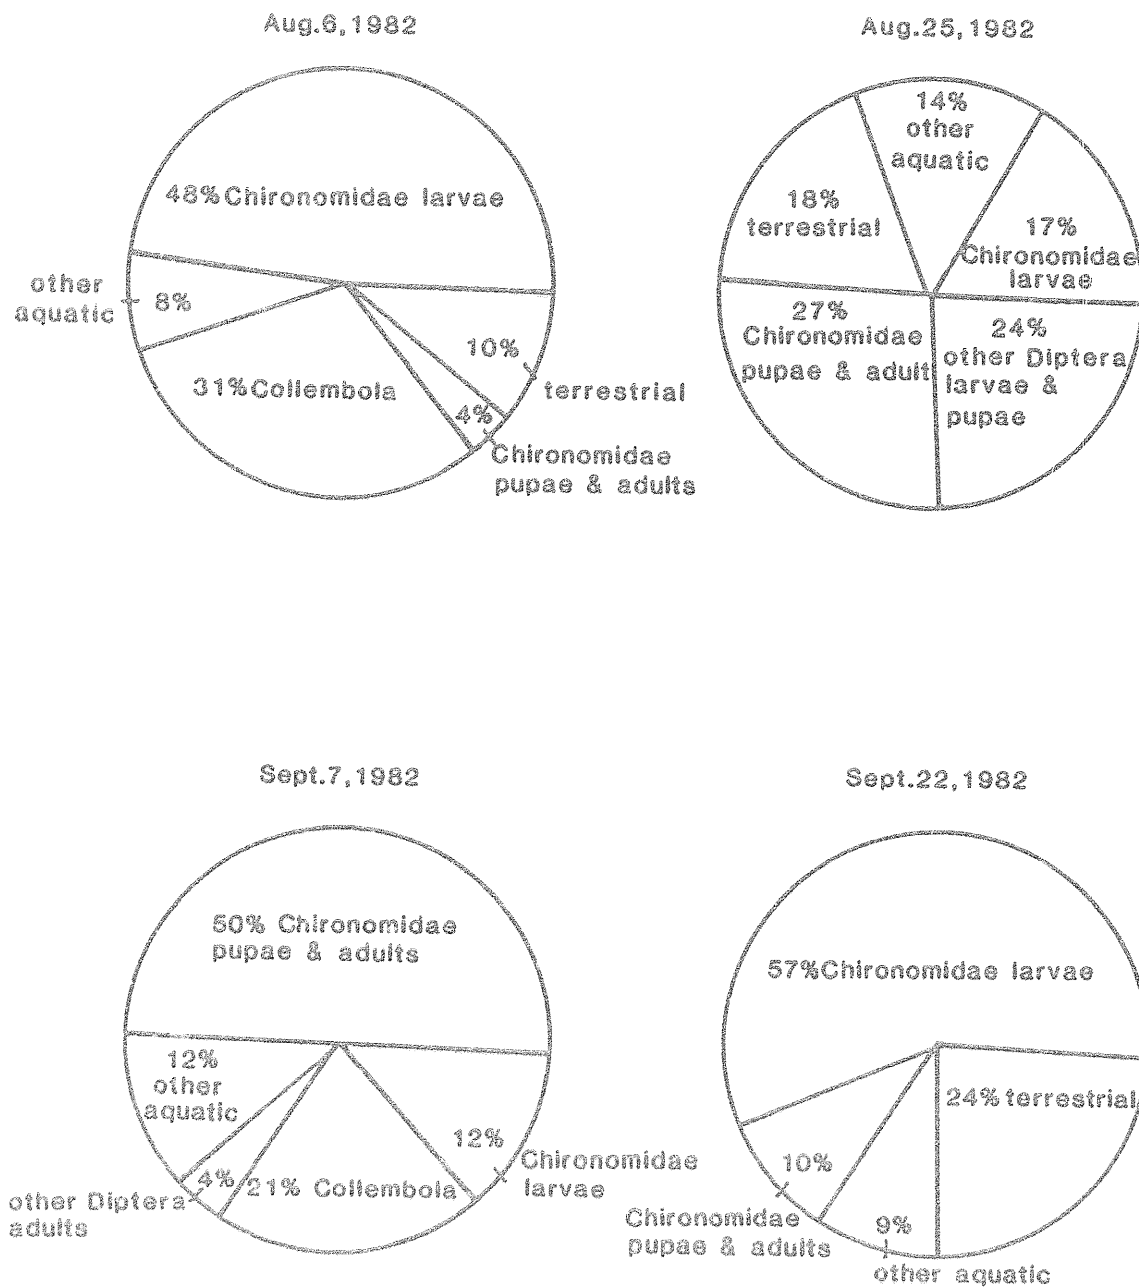 Aug.6,1982
48% Chironomidae larvae
other
aquatic
8%
31% Collembola
10%
terrestrial
4%
Chironomidae
pupae & adults
Aug.25,1982
14%
other
aquatic
18%
terrestrial
17%
Chironomidae
larvae
27%
Chironomidae
pupae & adult
24%
other Diptera
larvae &
pupae
Sept.7,1982
50% Chironomidae
pupae & adults
12%
other
aquatic
4%
other Diptera
adults
21% Collembola
12%
Chironomidae
larvae
Sept.22,1982
57% Chironomidae larvae
24% terrestrial
10%
Chironomidae
pupae & adults
9%
other aquatic